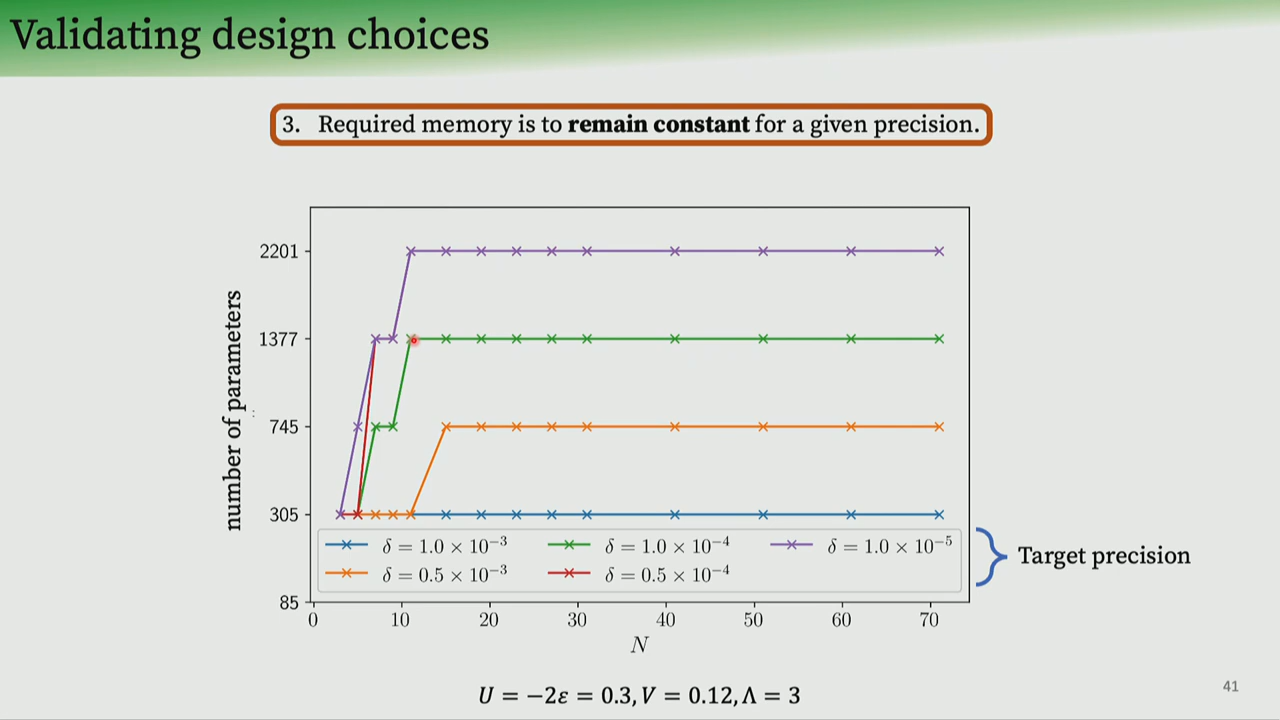 Validating design choices
3. Required memory is to remain constant for a given precision.
number of parameters
2201
1377
745
305
85
δ = 1.0 × 10⁻³ δ = 1.0 × 10⁻⁴ δ = 1.0 × 10⁻⁵
δ = 0.5 × 10⁻³ δ = 0.5 × 10⁻⁴
Target precision
0 10 20 30 40 50 60 70
N
U = −2ε = 0.3, V = 0.12, Λ = 3
41